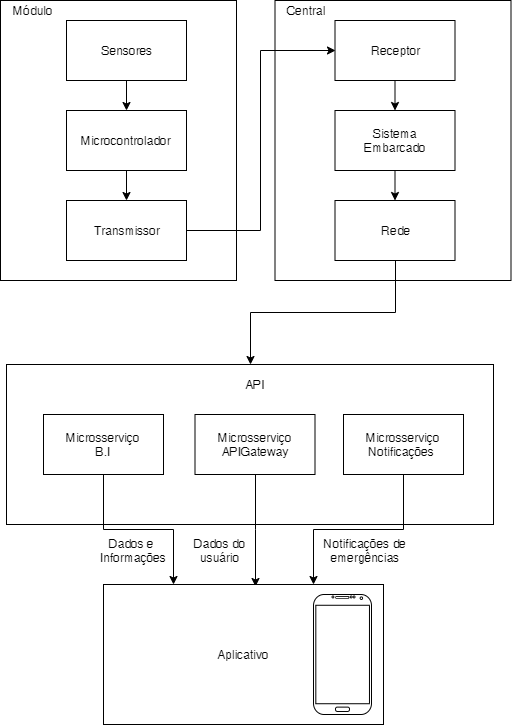 Módulo
Sensores
Microcontrolador
Transmissor
Central
Receptor
Sistema
Embarcado
Rede
API
Microsserviço
B.I
Microsserviço
APIGateway
Microsserviço
Notificações
Dados e
Informações
Dados do
usuário
Notificações de
emergências
Aplicativo